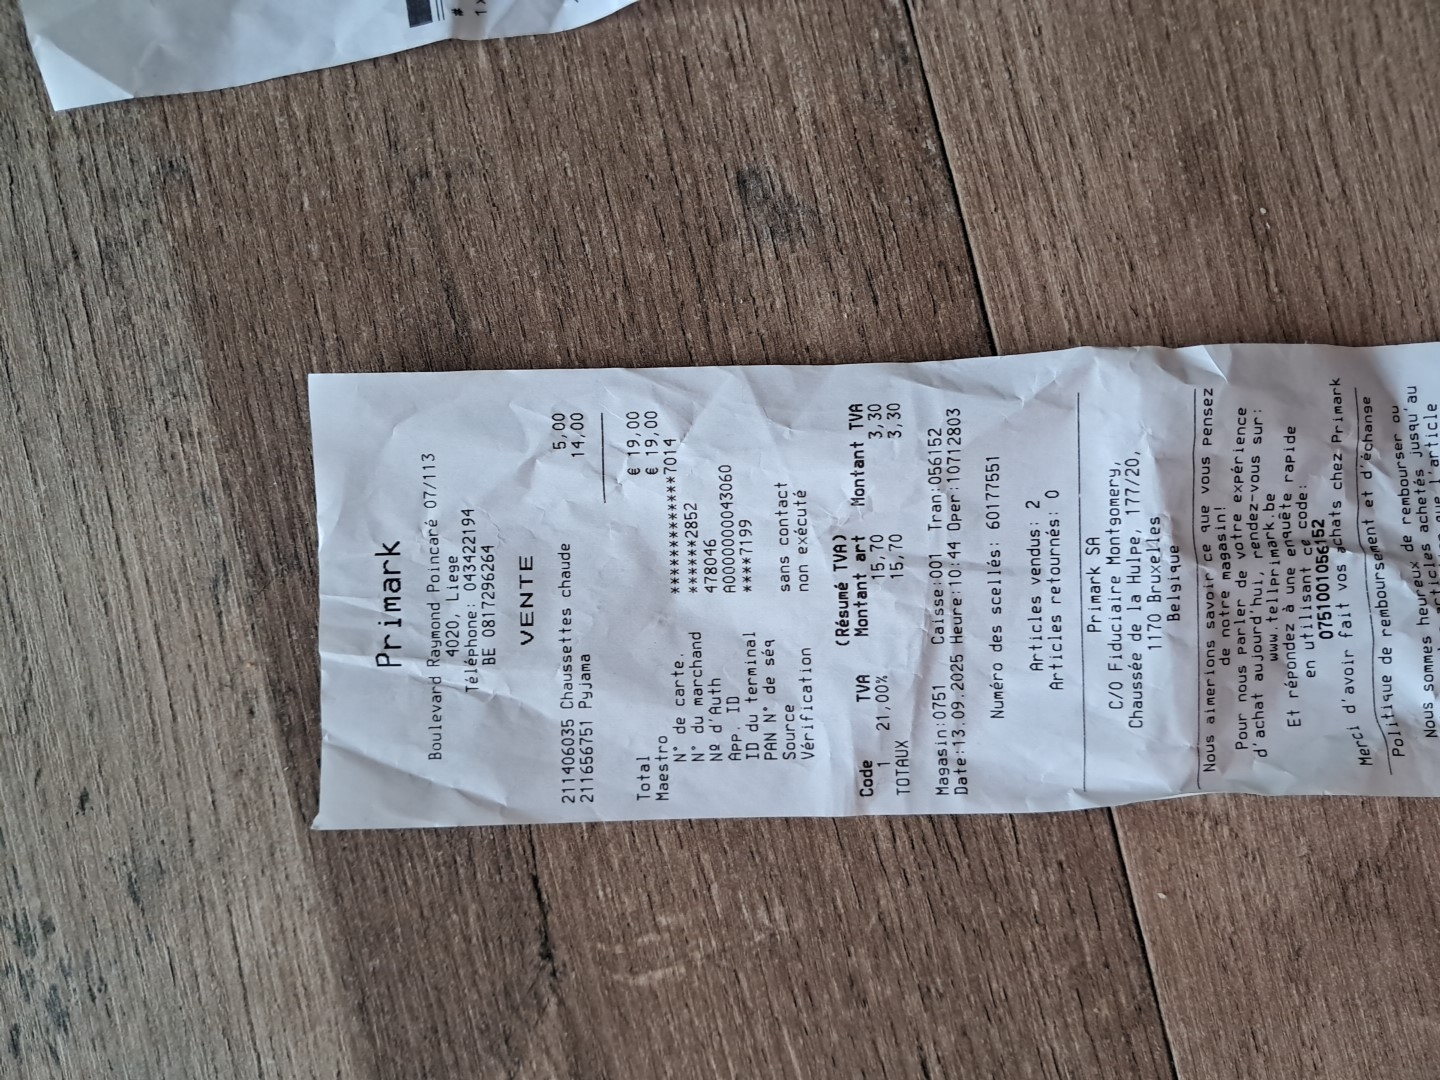 Primark
Boulevard Raymond Poincaré 07/13
4020, Liege
Téléphone: 043422194
BE 0817296264
VENTE
211406035 Chaussettes chaude 5,00
211656751 Pyjama 14,00
Total € 19,00
Maestro € 19,00
N° de carte. ***************7014
N° du marchand ******2852
Nº d'Auth 478046
APP. ID A0000000043060
ID du terminal ****7199
PAN N° de séq
Source sans contact
Vérification non exécuté
(Résumé TVA)
Code TVA Montant art Montant TVA
1 21,00% 15,70 3,30
TOTAUX 15,70 3,30
Magasin:0751 Caisse:001 Tran:056152
Date:13.09.2025 Heure:10:44 Oper:10712803
Numéro des scellés: 60177551
Articles vendus: 2
Articles retournés: 0
Primark SA
C/O Fiduciaire Montgomery,
Chaussée de la Hulpe, 177/20,
1170 Bruxelles
Belgique
Nous aimerions savoir ce que vous pensez
de notre magasin!
Pour nous parler de votre expérience
d'achat aujourd'hui, rendez-vous sur:
www.tellprimark.be
Et répondez à une enquête rapide
en utilisant ce code:
0751001056152
Merci d'avoir fait vos achats chez Primark
Politique de remboursement et d'échange
Nous sommes heureux de rembourser ou
articles achetés jusqu'au
que l'article